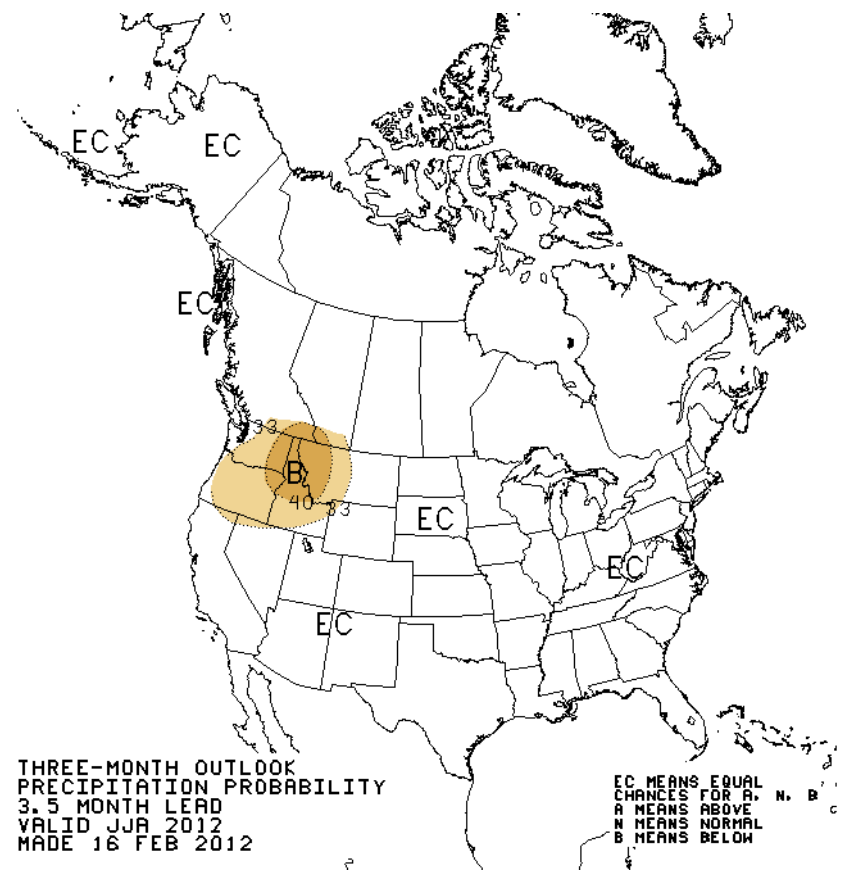 EC
EC
EC
33
B
40
33
EC
EC
EC
THREE-MONTH OUTLOOK
PRECIPITATION PROBABILITY
3.5 MONTH LEAD
VALID JJA 2012
MADE 16 FEB 2012
EC MEANS EQUAL
CHANCES FOR A, N, B
A MEANS ABOVE
N MEANS NORMAL
B MEANS BELOW